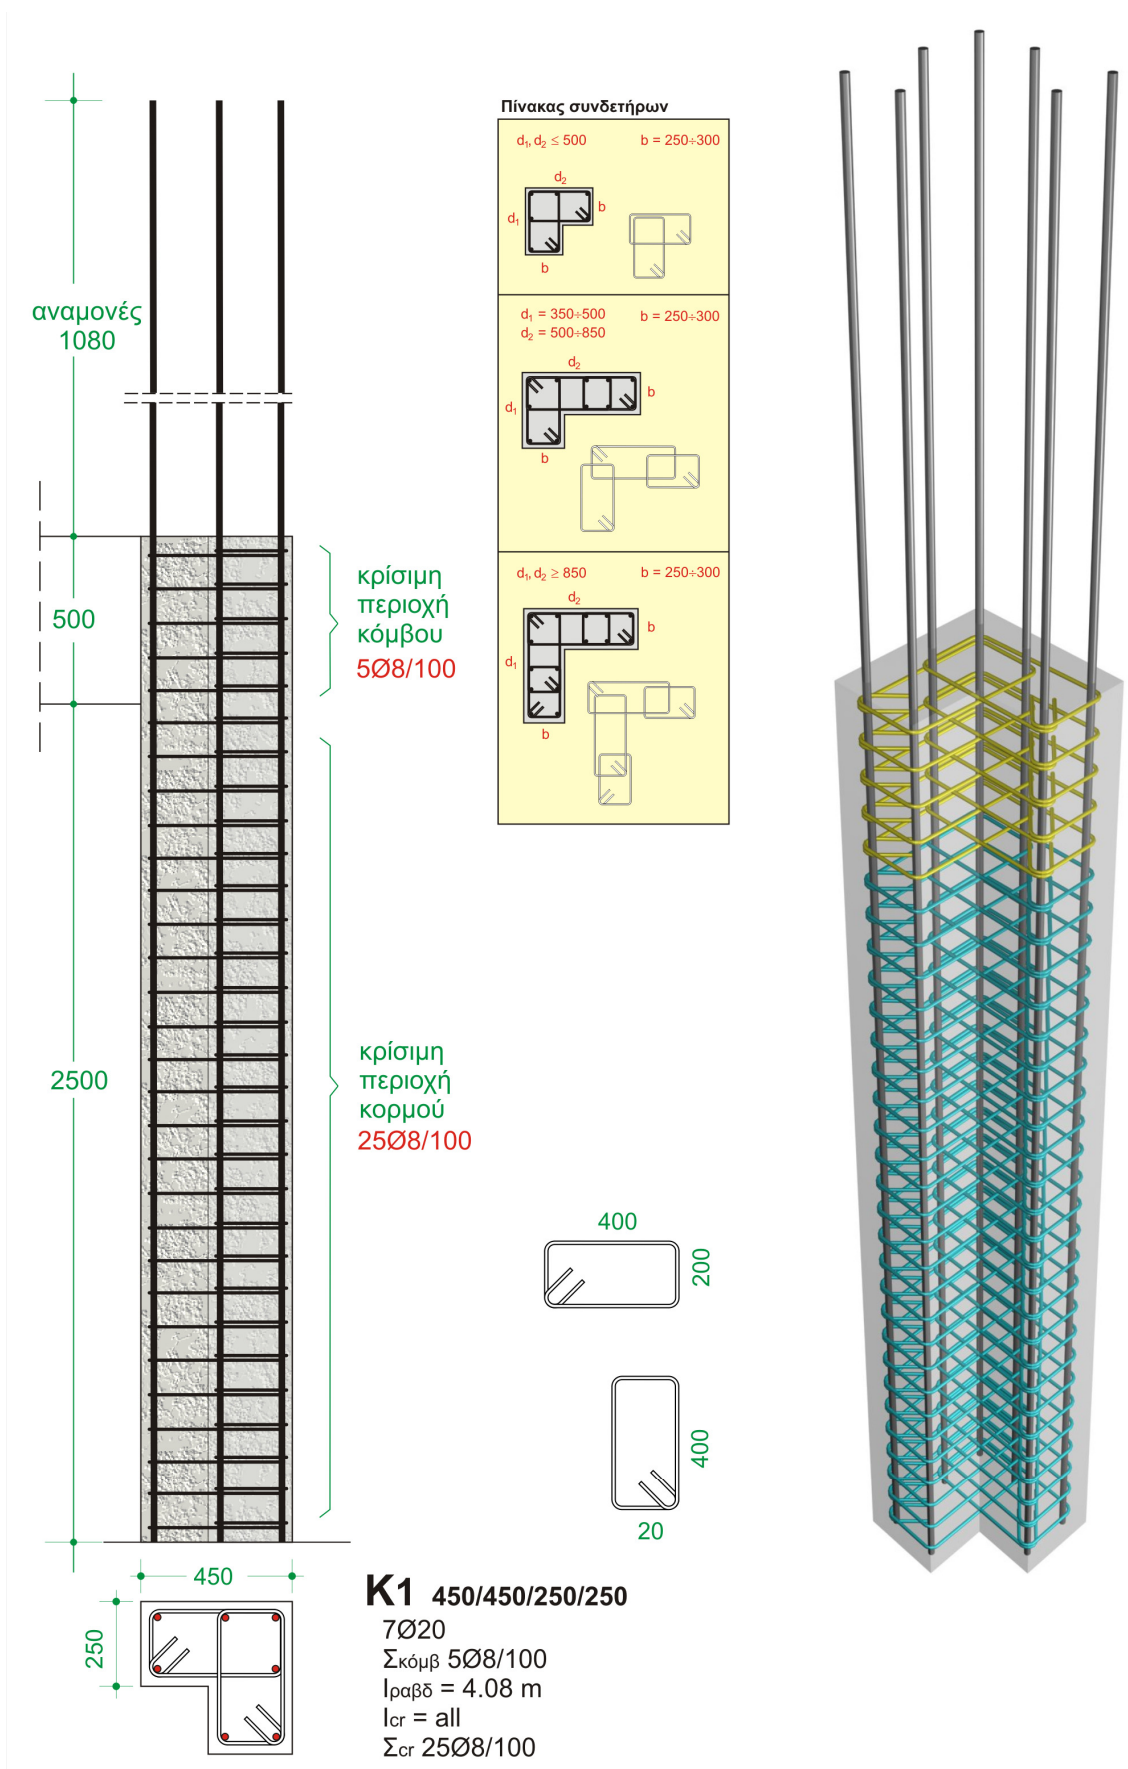 αναμονές
1080
500
2500
κρίσιμη
περιοχή
κόμβου
5Ø8/100
κρίσιμη
περιοχή
κορμού
25Ø8/100
Πίνακας συνδετήρων
d₁, d₂ ≤ 500 b = 250÷300
d₂
d₁
b
b
d₁ = 350÷500 b = 250÷300
d₂ = 500÷850
d₂
b
d₁
b
d₁, d₂ ≥ 850 b = 250÷300
d₂
b
d₁
b
400
200
400
20
450
250
K1 450/450/250/250
7Ø20
Σκόμβ 5Ø8/100
lραβδ = 4.08 m
lcr = all
Σcr 25Ø8/100